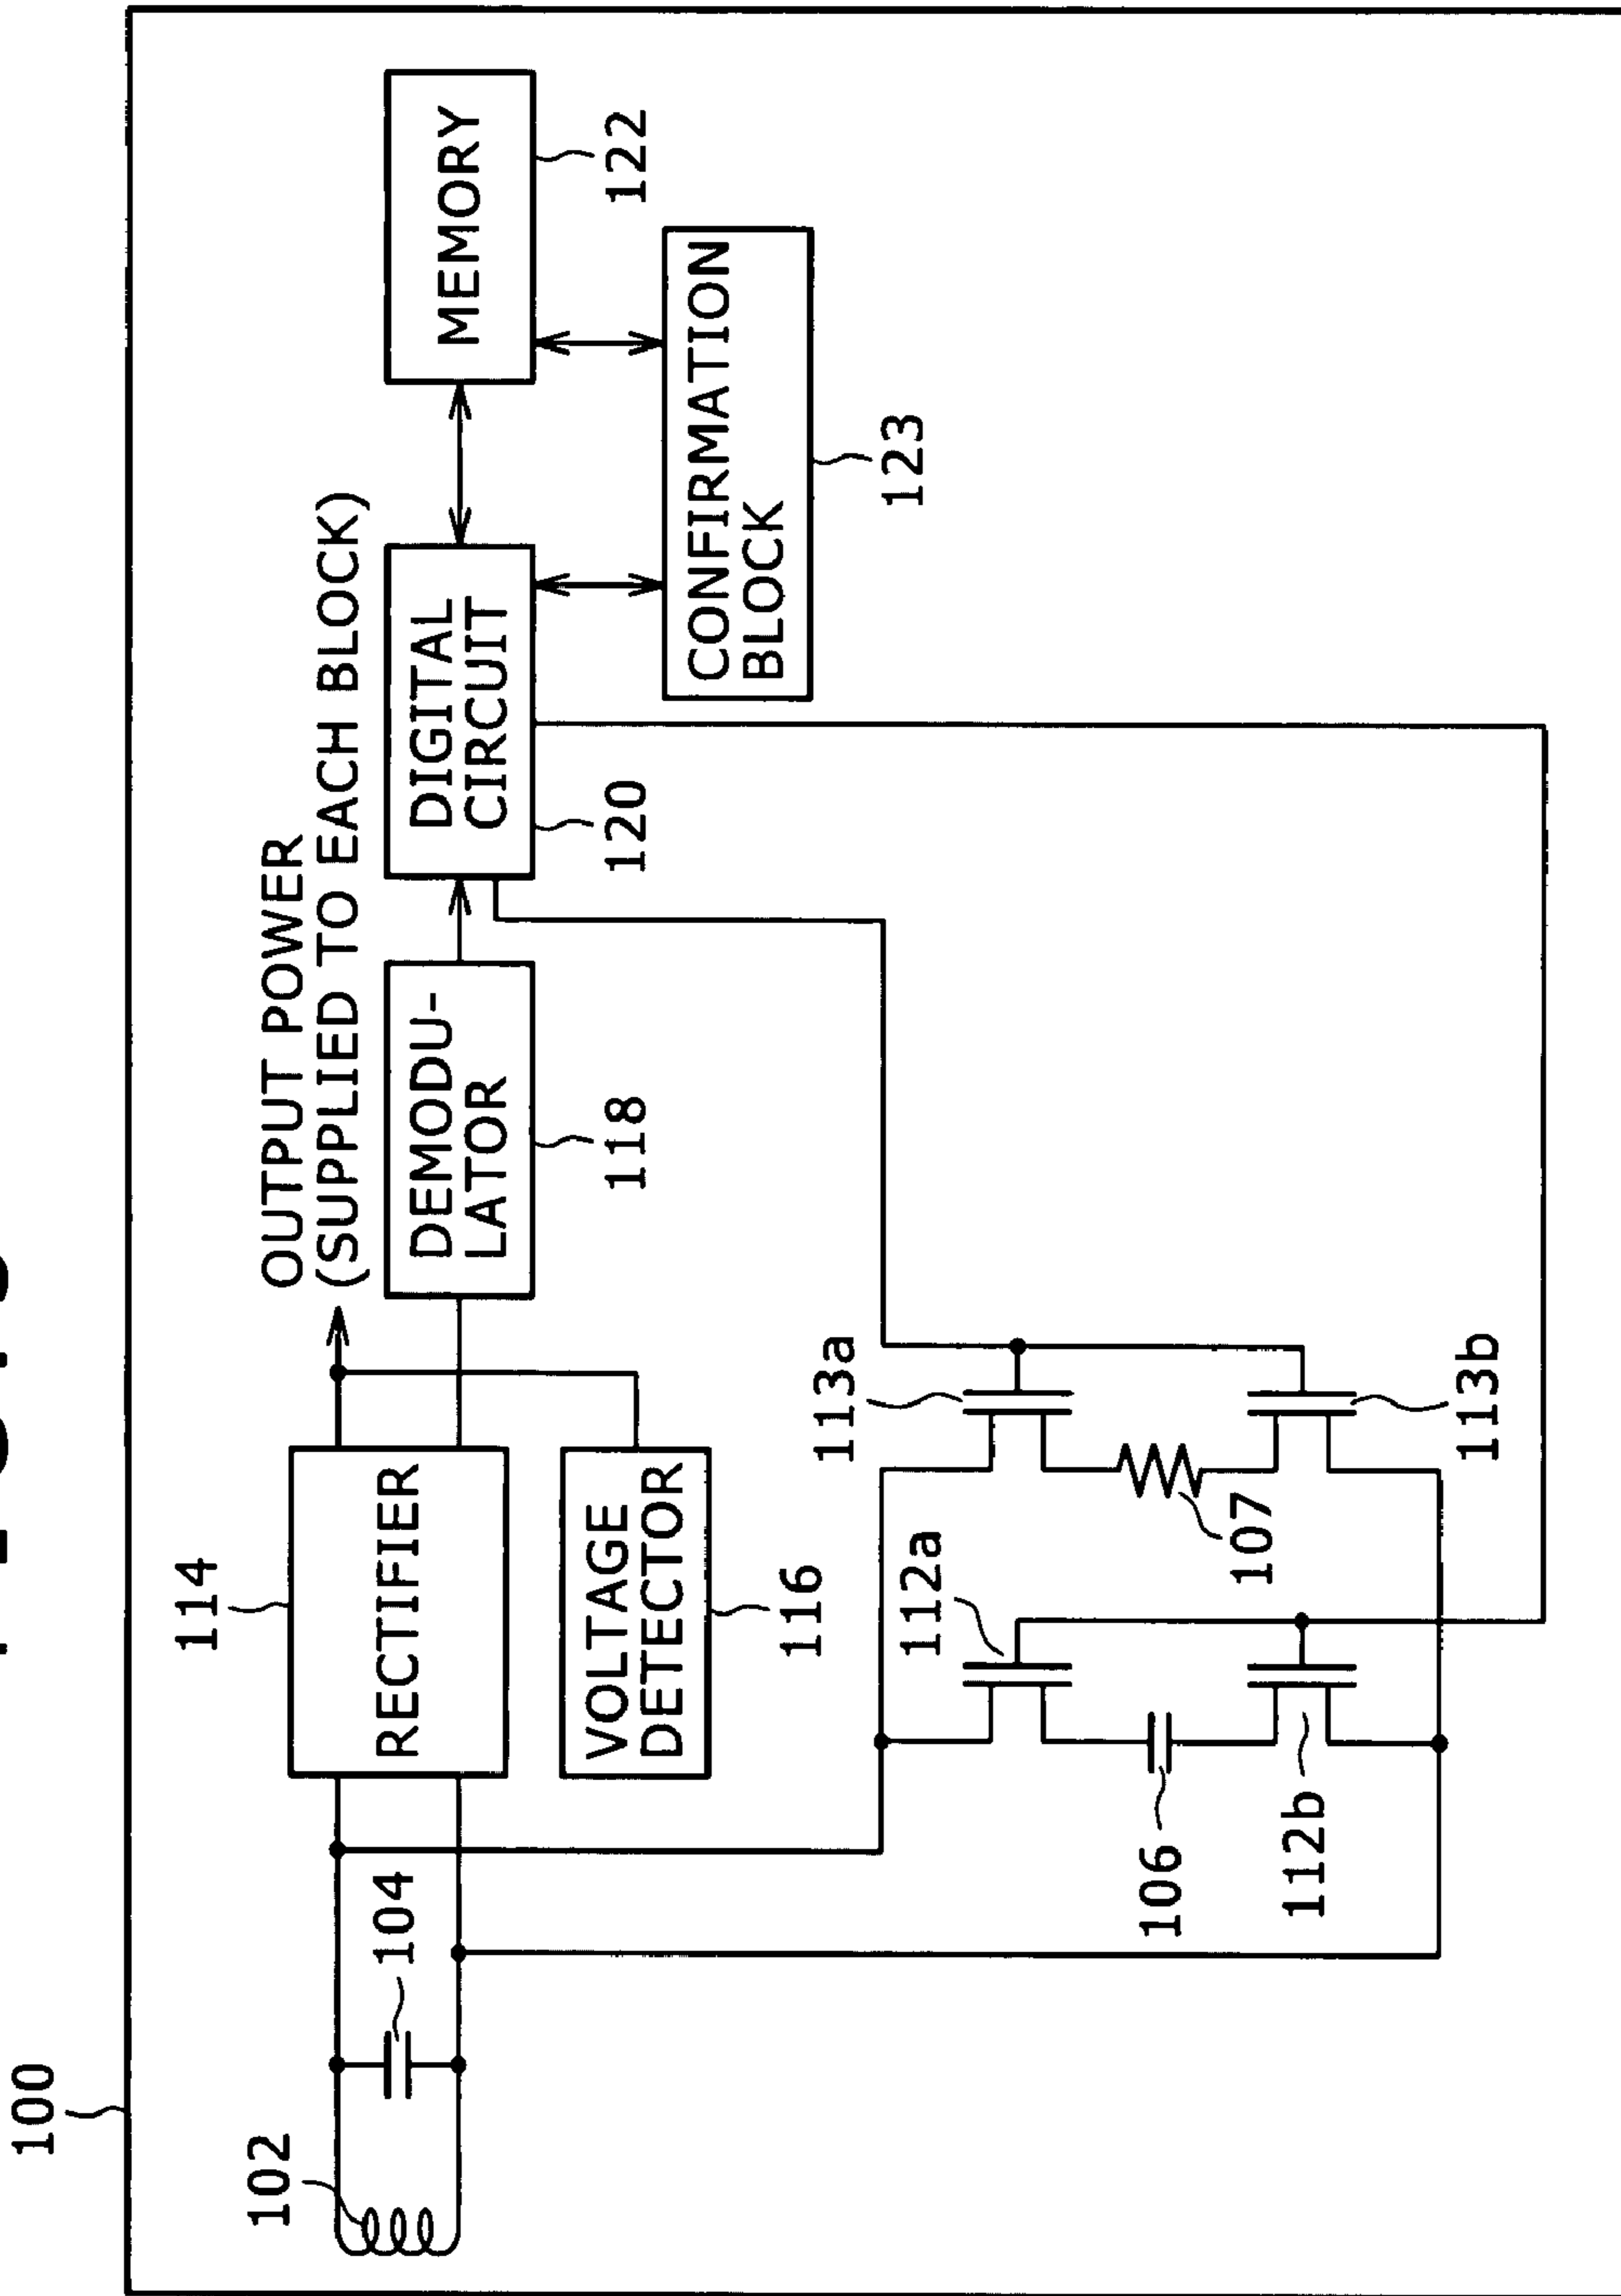 100
102
104
114
RECTIFIER
OUTPUT POWER
(SUPPLIED TO EACH BLOCK)
DEMODU-
LATOR
118
DIGITAL
CIRCUIT
120
MEMORY
122
VOLTAGE
DETECTOR
116
CONFIRMATION
BLOCK
123
112a
113a
106
107
112b
113b